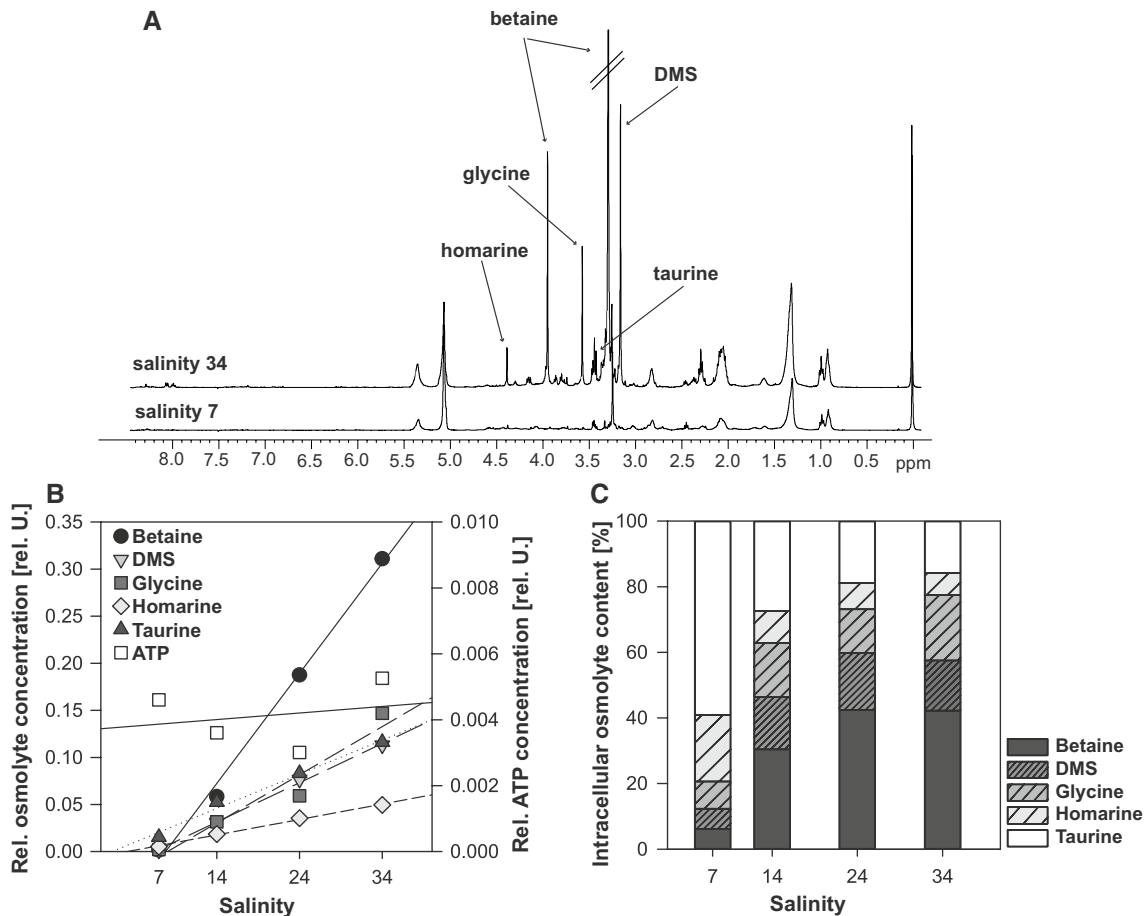 A
betaine
DMS
glycine
homarine
taurine
salinity 34
salinity 7
8.0 7.5 7.0 6.5 6.0 5.5 5.0 4.5 4.0 3.5 3.0 2.5 2.0 1.5 1.0 0.5 ppm
B
Rel. osmolyte concentration [rel. U.]
0.35
0.30
0.25
0.20
0.15
0.10
0.05
0.00
Betaine
DMS
Glycine
Homarine
Taurine
ATP
0.010
0.008
0.006
0.004
0.002
0.000
Rel. ATP concentration [rel. U.]
7 14 24 34
Salinity
C
Intracellular osmolyte content [%]
100
80
60
40
20
0
7 14 24 34
Salinity
Betaine
DMS
Glycine
Homarine
Taurine